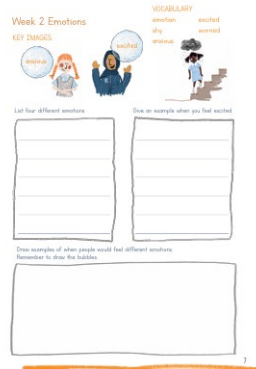 VOCABULARY
Week 2 Emotions
emotion excited
shy worried
anxious
KEY IMAGES
anxious
excited
List four different emotions
Give an example when you feel excited
Draw examples of when people would feel different emotions
Remember to draw the bubbles
7